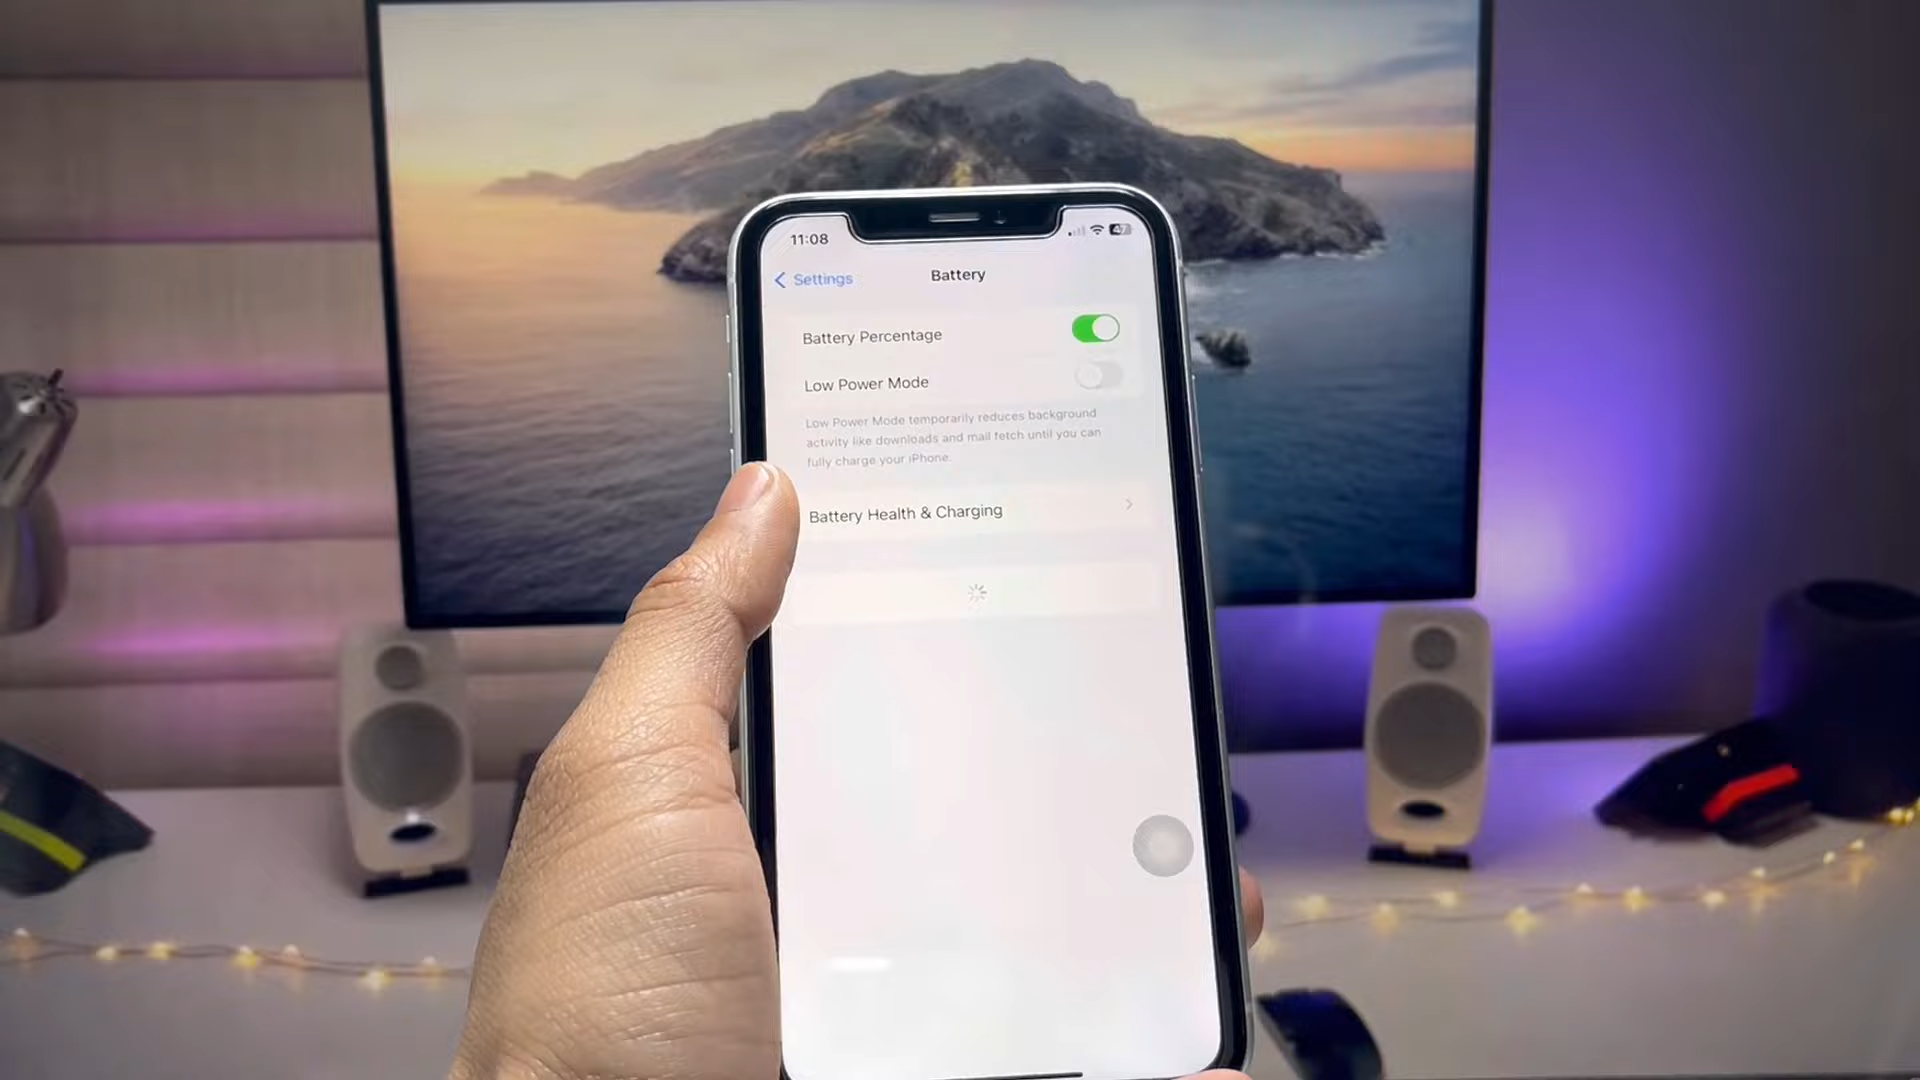 11:08
47
Settings
Battery
Battery Percentage
Low Power Mode
Low Power Mode temporarily reduces background
activity like downloads and mail fetch until you can
fully charge your iPhone.
Battery Health & Charging